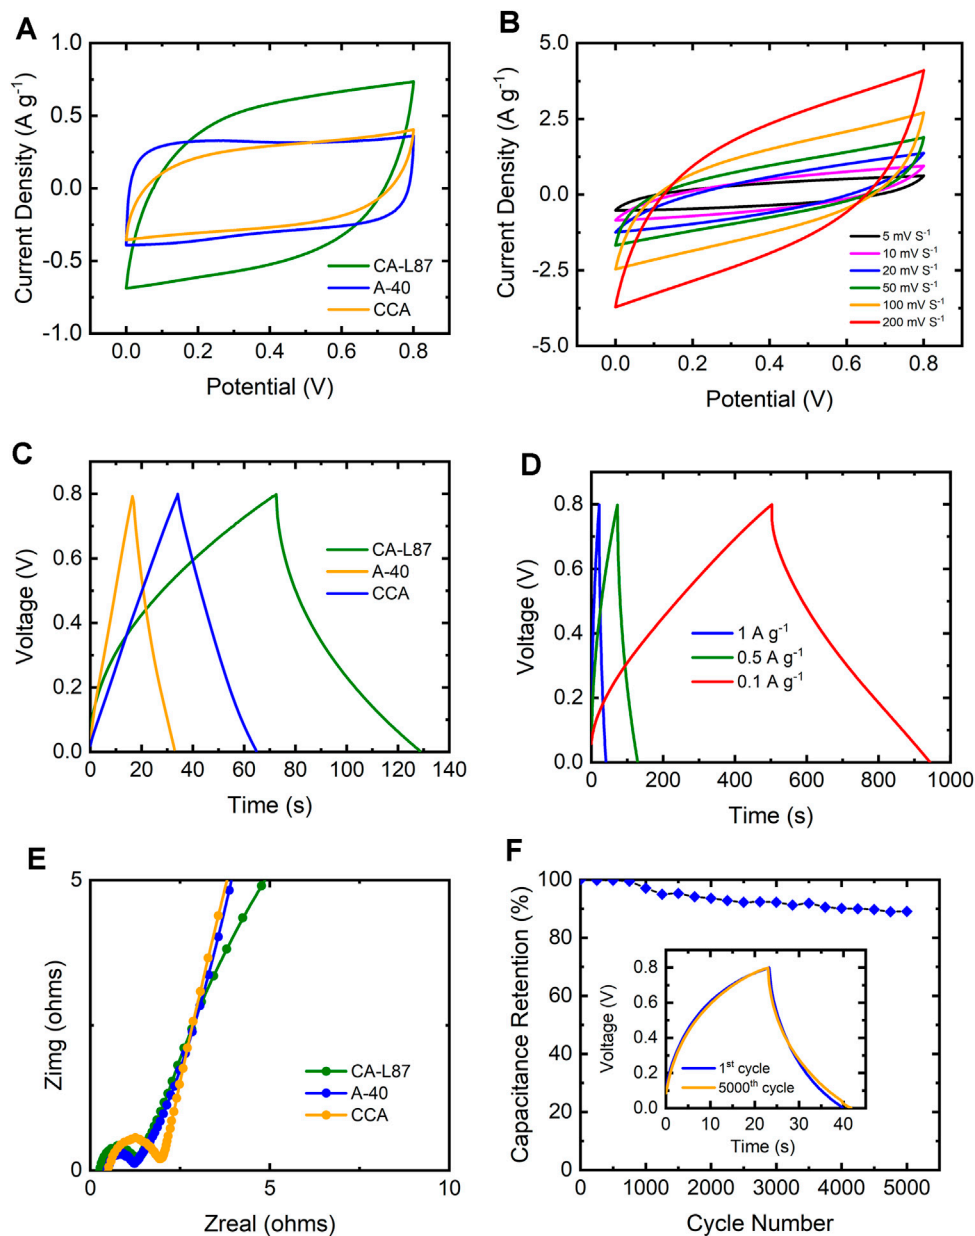 A
1.0
0.5
0.0
-0.5
-1.0
Current Density (A g⁻¹)
CA-L87
A-40
CCA
0.0 0.2 0.4 0.6 0.8
Potential (V)
B
5.0
2.5
0.0
-2.5
-5.0
Current Density (A g⁻¹)
5 mV S⁻¹
10 mV S⁻¹
20 mV S⁻¹
50 mV S⁻¹
100 mV S⁻¹
200 mV S⁻¹
0.0 0.2 0.4 0.6 0.8
Potential (V)
C
1.0
0.8
0.6
0.4
0.2
0.0
Voltage (V)
CA-L87
A-40
CCA
0 20 40 60 80 100 120 140
Time (s)
D
0.8
0.6
0.4
0.2
0.0
Voltage (V)
1 A g⁻¹
0.5 A g⁻¹
0.1 A g⁻¹
0 200 400 600 800 1000
Time (s)
E
5
0
Zimg (ohms)
CA-L87
A-40
CCA
0 5 10
Zreal (ohms)
F
100
80
60
40
20
0
Capacitance Retention (%)
0.8
0.6
0.4
0.2
0.0
Voltage (V)
1st cycle
5000th cycle
0 10 20 30 40
Time (s)
0 1000 2000 3000 4000 5000
Cycle Number